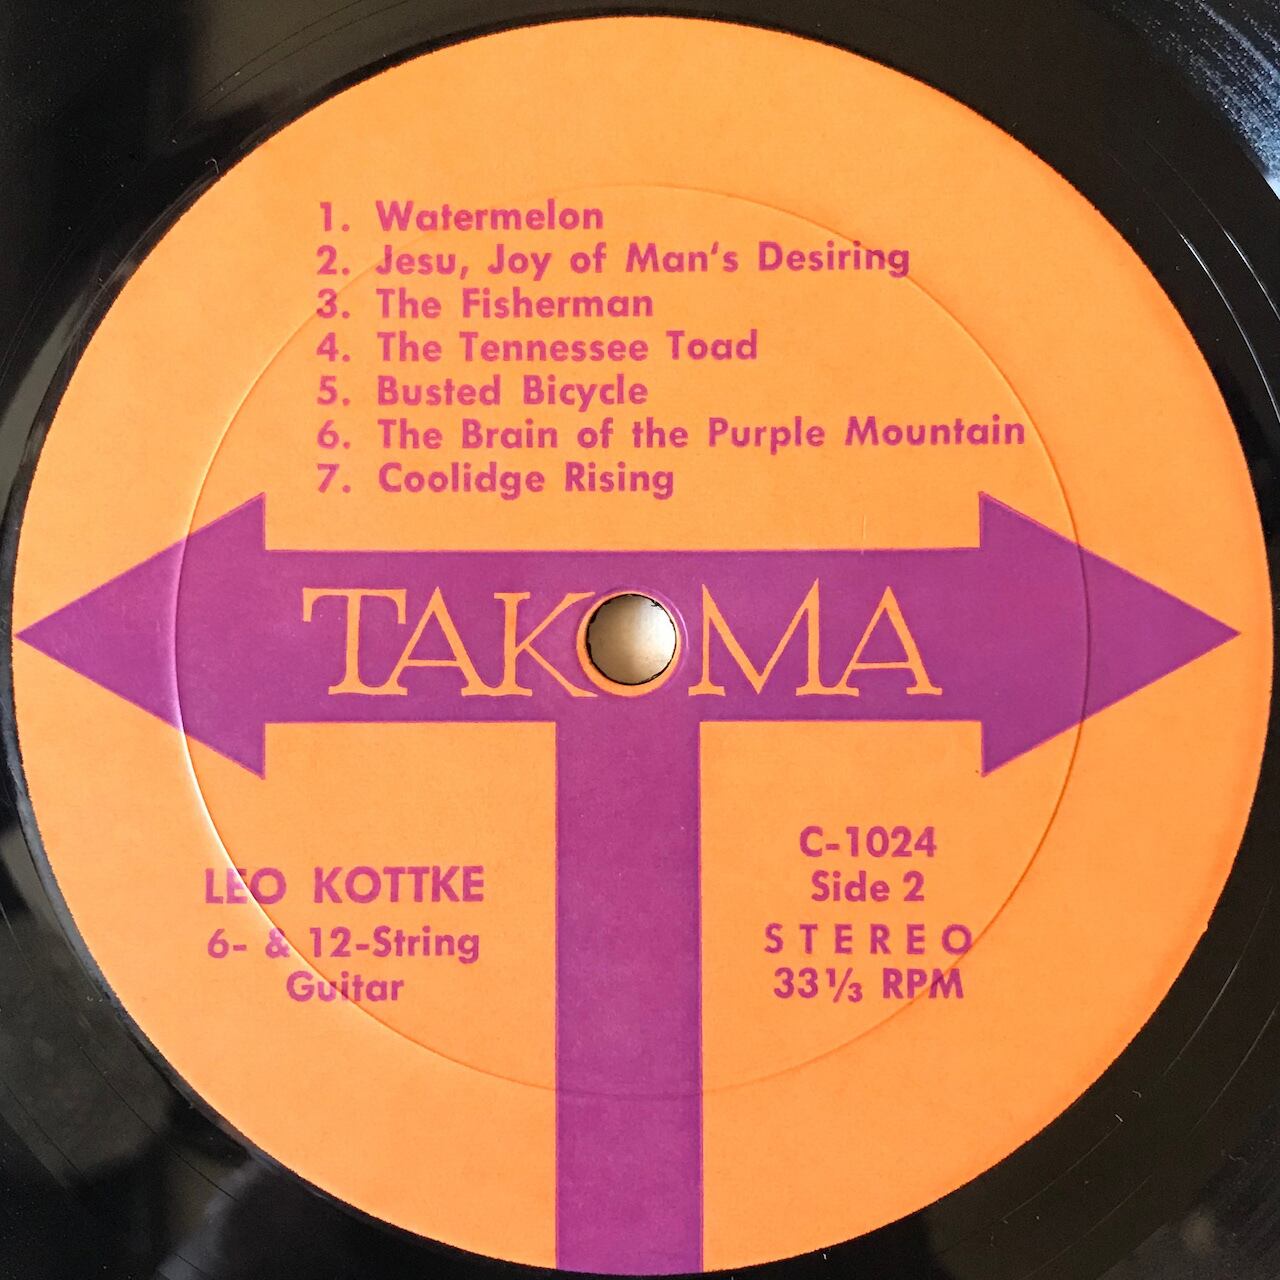 1. Watermelon
2. Jesu, Joy of Man's Desiring
3. The Fisherman
4. The Tennessee Toad
5. Busted Bicycle
6. The Brain of the Purple Mountain
7. Coolidge Rising
TAKOMA
LEO KOTTKE
6- & 12-String
Guitar
C-1024
Side 2
STEREO
33 1/3 RPM